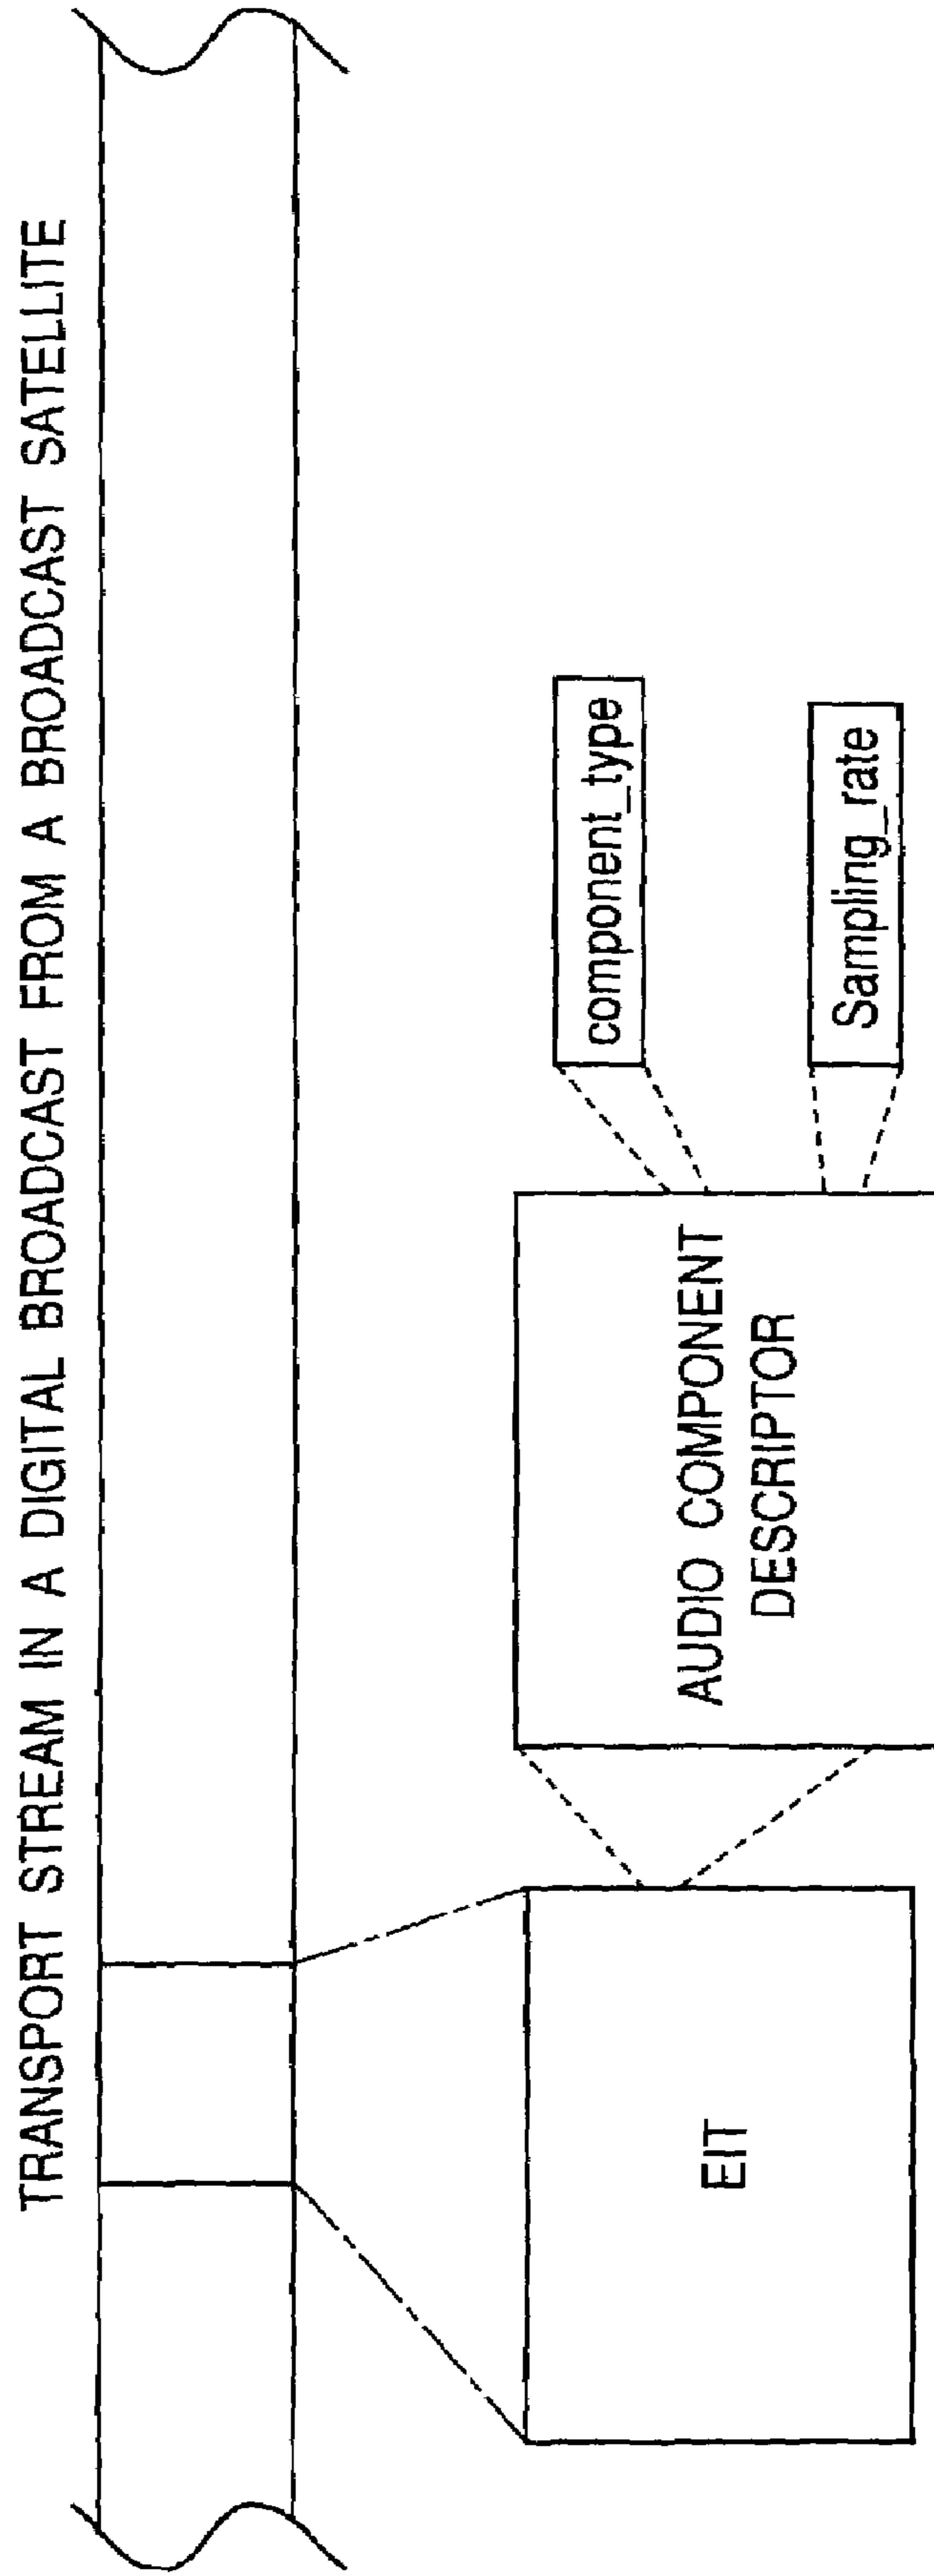 TRANSPORT STREAM IN A DIGITAL BROADCAST FROM A BROADCAST SATELLITE
EIT
AUDIO COMPONENT
DESCRIPTOR
component_type
Sampling_rate